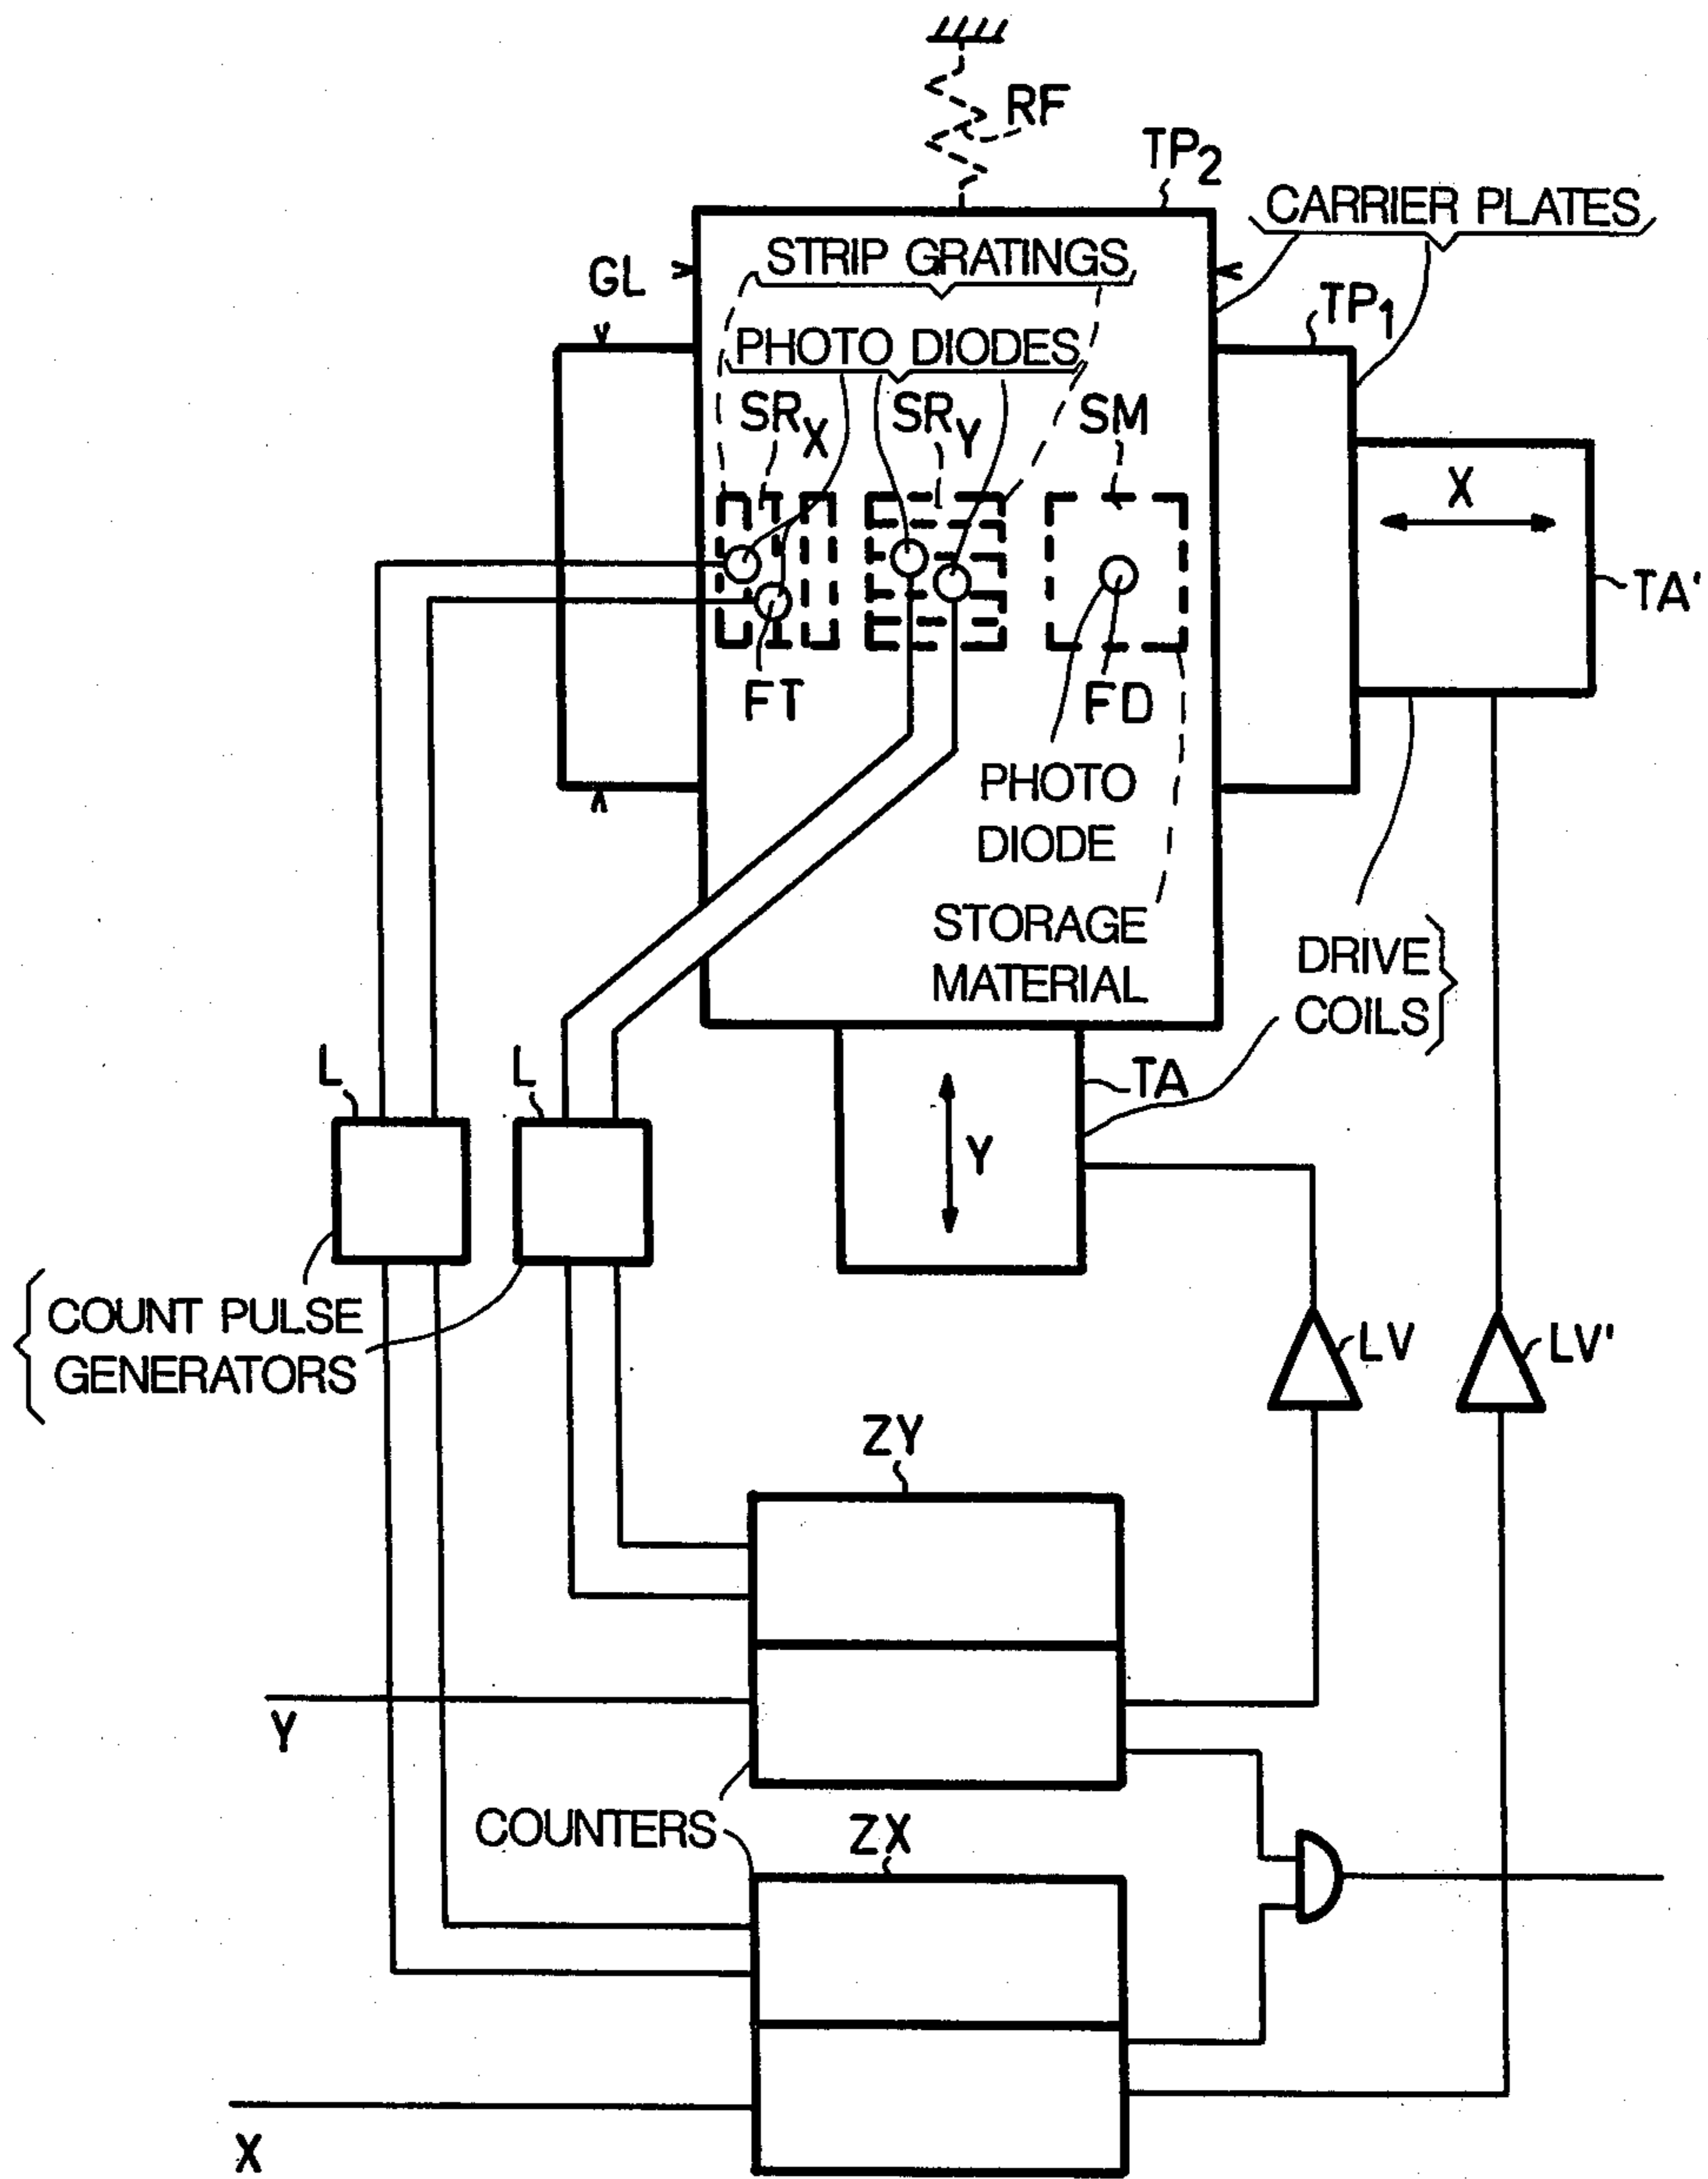 RF
TP2
CARRIER PLATES
STRIP GRATINGS
GL
TP1
PHOTO DIODES
SRX
SRY
SM
X
TA'
FT
FD
PHOTO
DIODE
STORAGE
MATERIAL
DRIVE
COILS
L
L
TA
Y
COUNT PULSE
GENERATORS
LV
LV'
ZY
Y
COUNTERS
ZX
X